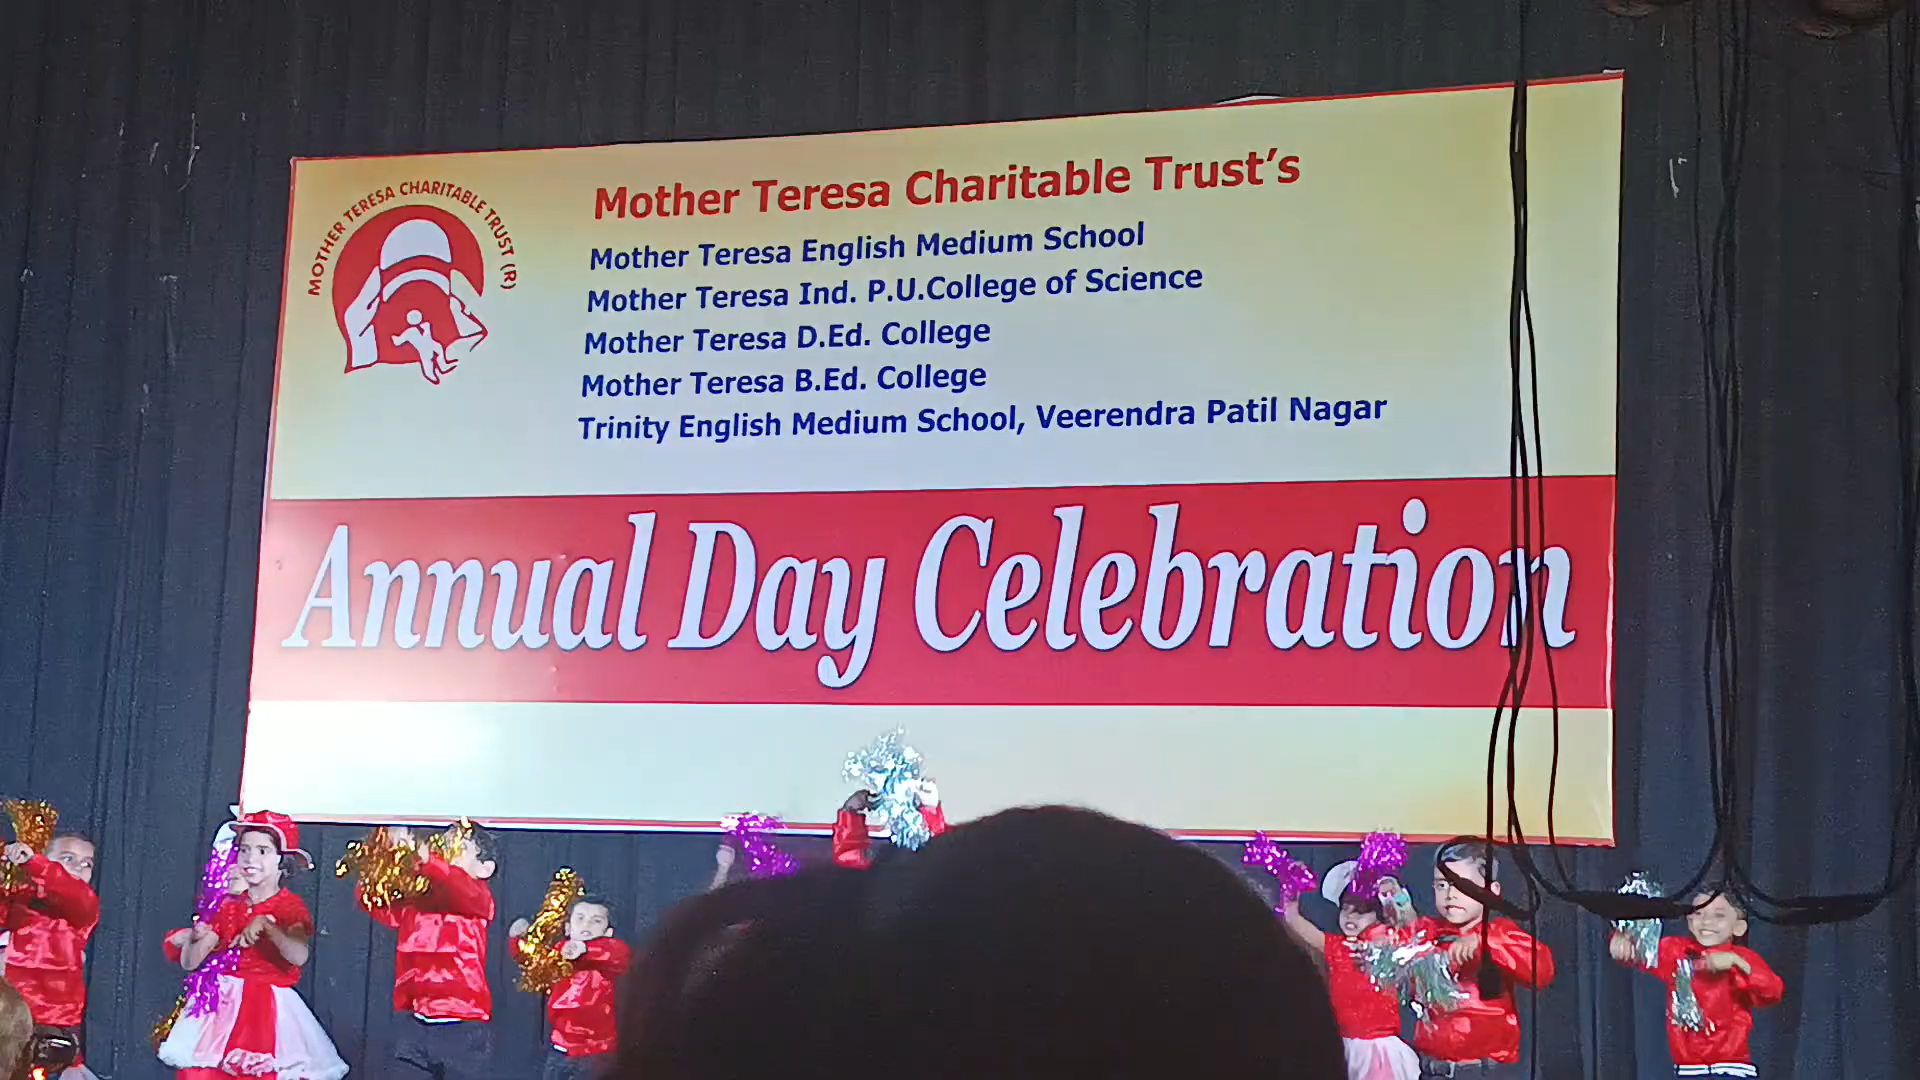 MOTHER TERESA CHARITABLE TRUST (R)
Mother Teresa Charitable Trust's
Mother Teresa English Medium School
Mother Teresa Ind. P.U.College of Science
Mother Teresa D.Ed. College
Mother Teresa B.Ed. College
Trinity English Medium School, Veerendra Patil Nagar
Annual Day Celebration